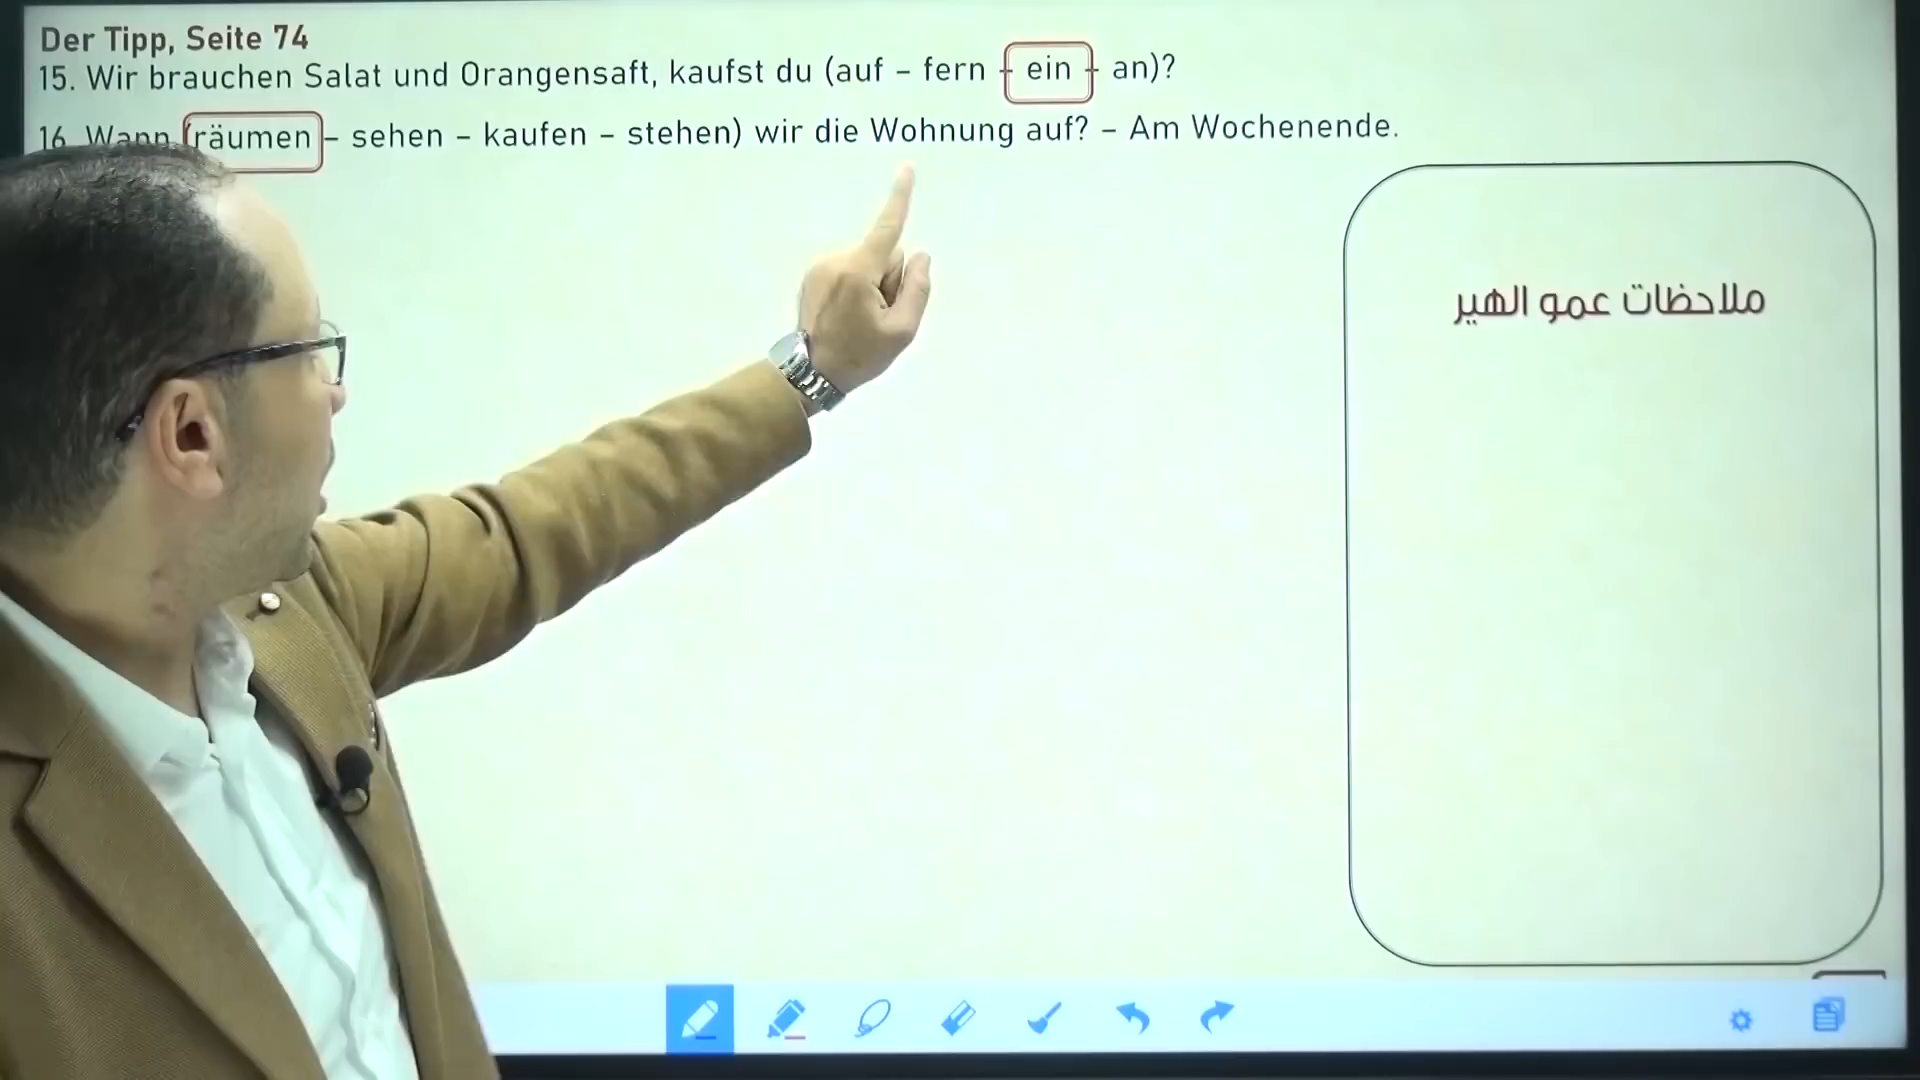 Der Tipp, Seite 74
15. Wir brauchen Salat und Orangensaft, kaufst du (auf – fern – ein – an)?
16. Wann (räumen – sehen – kaufen – stehen) wir die Wohnung auf? – Am Wochenende.
ملاحظات عمو الهير